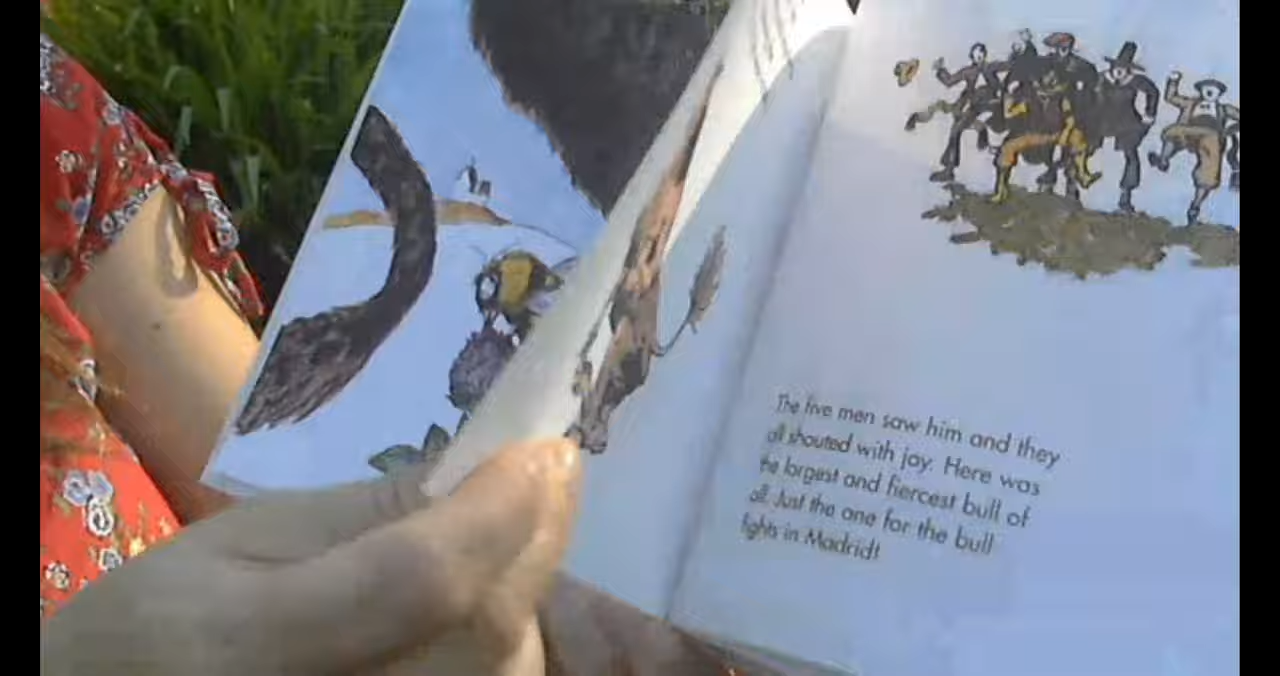 The five men saw him and they
all shouted with joy. Here was
the largest and fiercest bull of
all. Just the one for the bull
fights in Madrid!